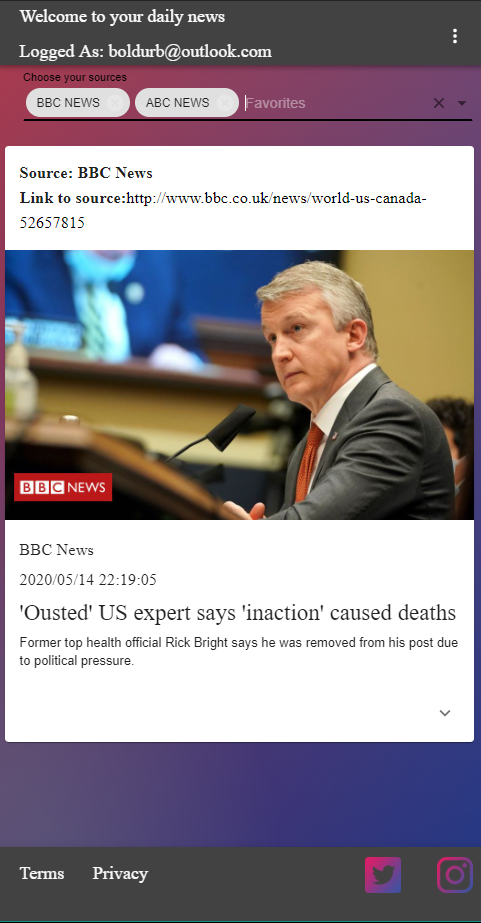 Welcome to your daily news
Logged As: boldurb@outlook.com
Choose your sources
BBC NEWS
ABC NEWS
Favorites
Source: BBC News
Link to source:http://www.bbc.co.uk/news/world-us-canada-
52657815
BBC NEWS
BBC News
2020/05/14 22:19:05
'Ousted' US expert says 'inaction' caused deaths
Former top health official Rick Bright says he was removed from his post due
to political pressure.
Terms
Privacy